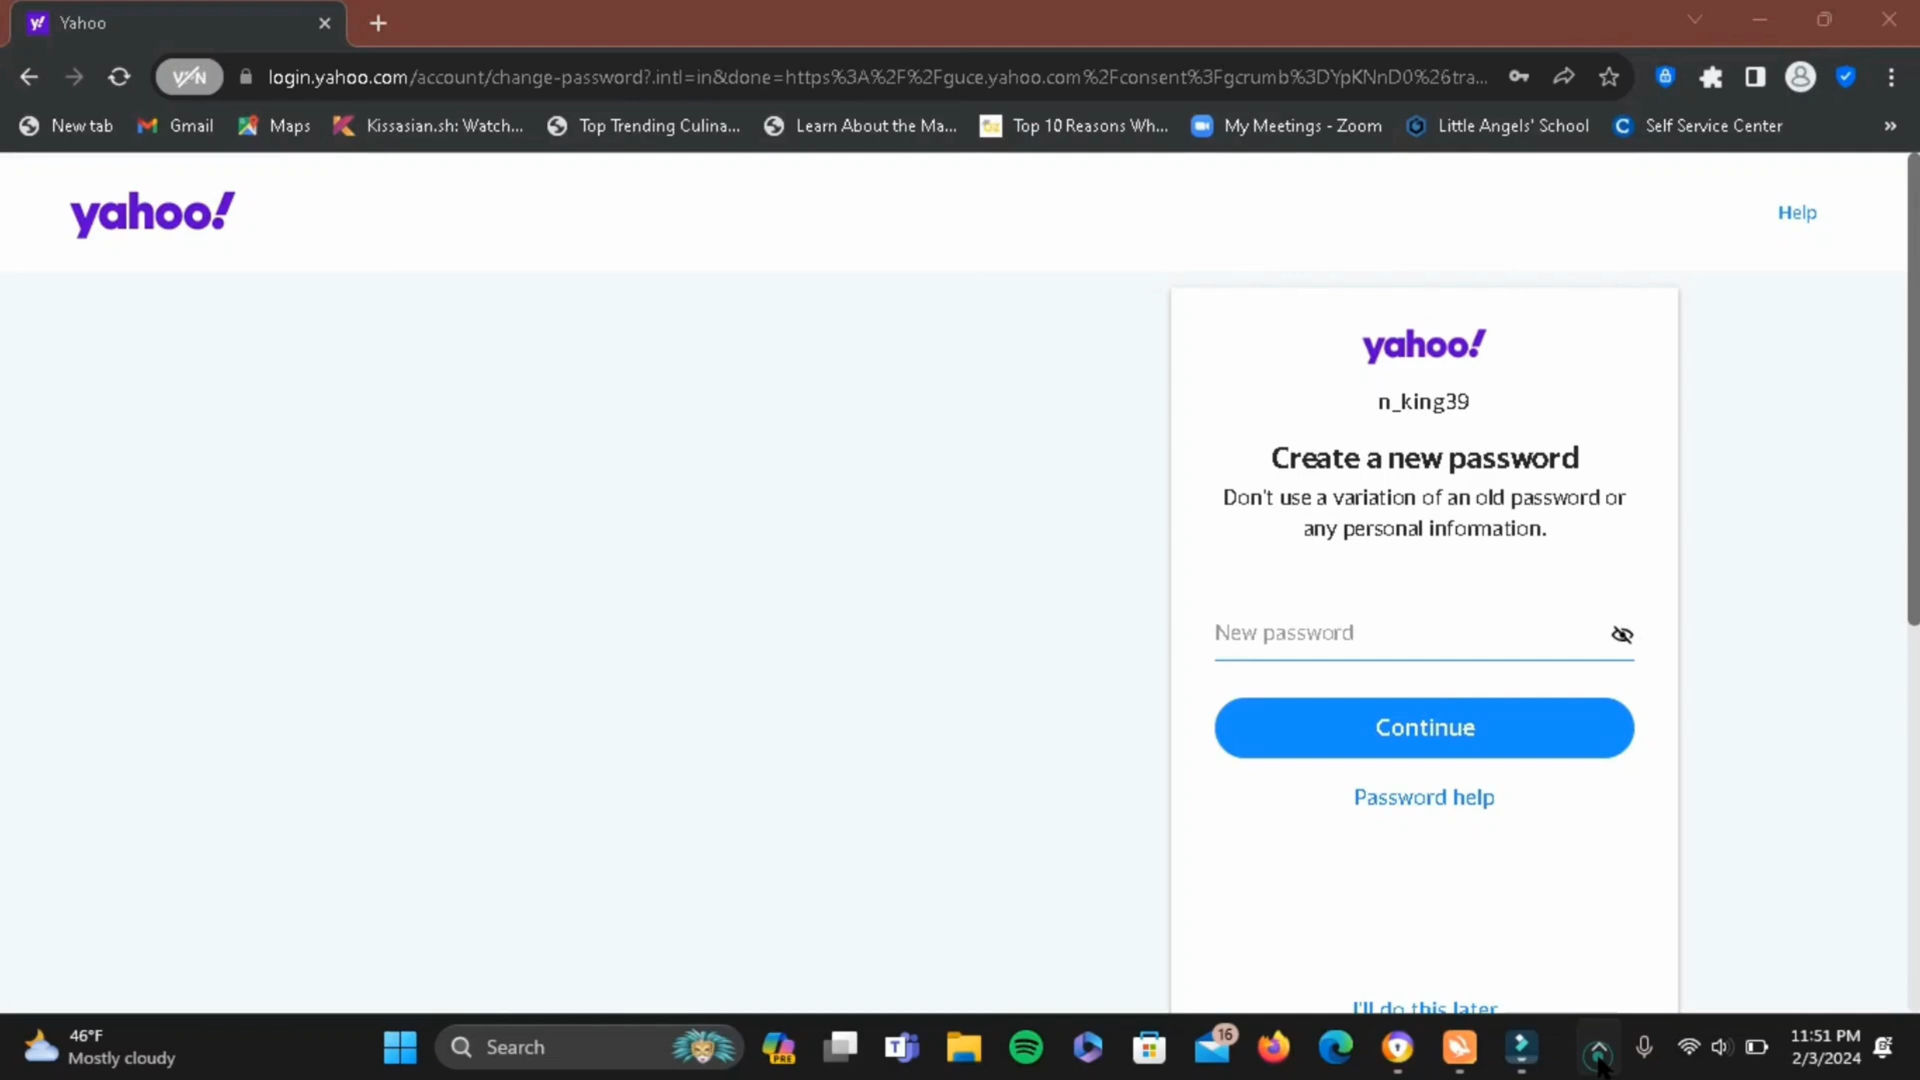 Yahoo
login.yahoo.com/account/change-password?.intl=in&done=https%3A%2F%2Fguce.yahoo.com%2Fconsent%3Fgcrumb%3DYpKNnD0%26tra...
New tab Gmail Maps Kissasian.sh: Watch... Top Trending Culina... Learn About the Ma... Top 10 Reasons Wh... My Meetings - Zoom Little Angels' School Self Service Center »
yahoo!
Help
yahoo!
n_king39
Create a new password
Don't use a variation of an old password or
any personal information.
New password
Continue
Password help
I'll do this later
46°F
Mostly cloudy
Search
PRE
16
11:51 PM
2/3/2024